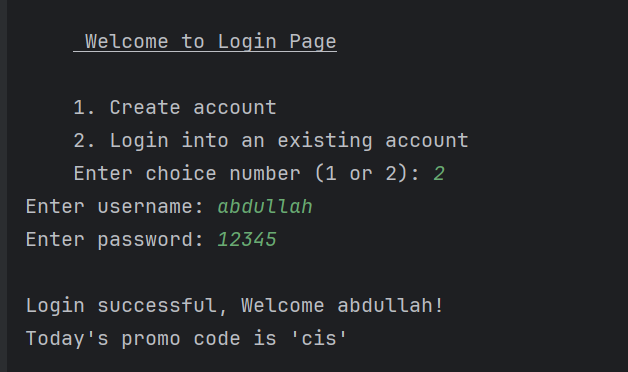 Welcome to Login Page
1. Create account
2. Login into an existing account
Enter choice number (1 or 2): 2
Enter username: abdullah
Enter password: 12345
Login successful, Welcome abdullah!
Today's promo code is 'cis'